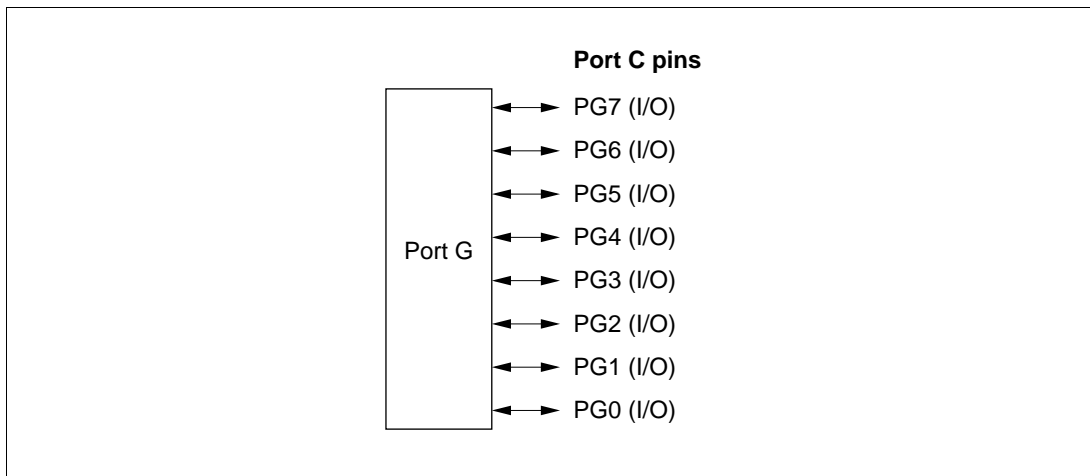 Port C pins
PG7 (I/O)
PG6 (I/O)
PG5 (I/O)
PG4 (I/O)
Port G
PG3 (I/O)
PG2 (I/O)
PG1 (I/O)
PG0 (I/O)